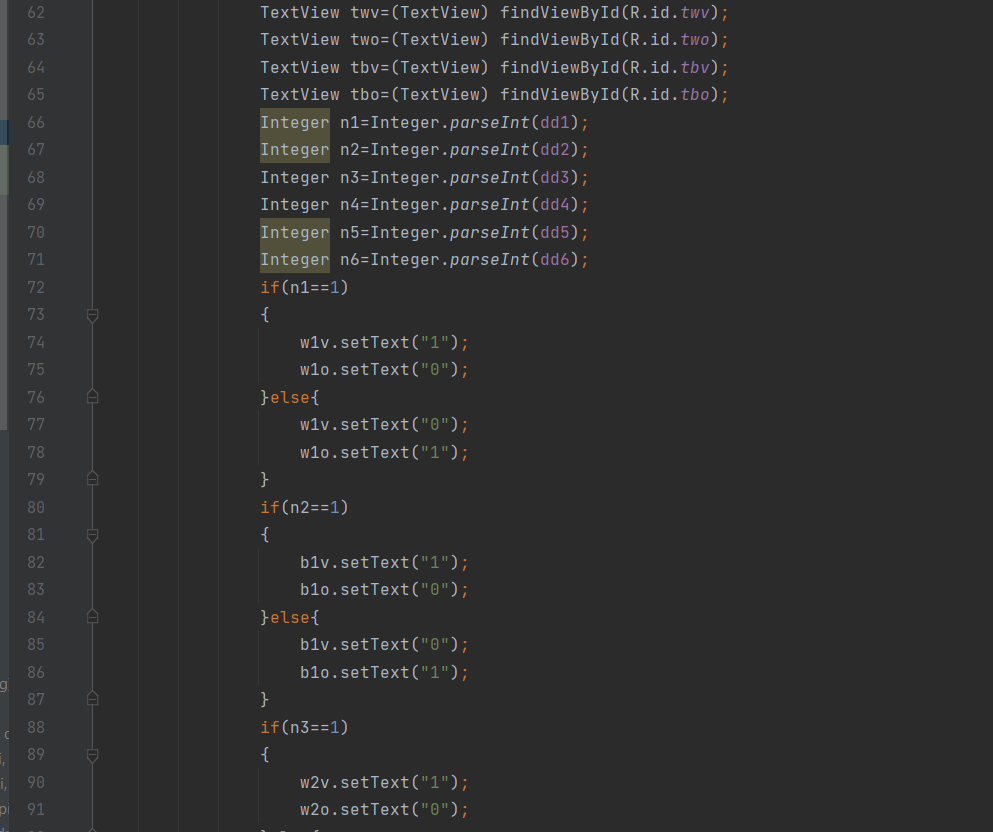 62 TextView twv=(TextView) findViewById(R.id.twv);
63 TextView two=(TextView) findViewById(R.id.two);
64 TextView tbv=(TextView) findViewById(R.id.tbv);
65 TextView tbo=(TextView) findViewById(R.id.tbo);
66 Integer n1=Integer.parseInt(dd1);
67 Integer n2=Integer.parseInt(dd2);
68 Integer n3=Integer.parseInt(dd3);
69 Integer n4=Integer.parseInt(dd4);
70 Integer n5=Integer.parseInt(dd5);
71 Integer n6=Integer.parseInt(dd6);
72 if(n1==1)
73 {
74 w1v.setText("1");
75 w1o.setText("0");
76 }else{
77 w1v.setText("0");
78 w1o.setText("1");
79 }
80 if(n2==1)
81 {
82 b1v.setText("1");
83 b1o.setText("0");
84 }else{
85 b1v.setText("0");
86 b1o.setText("1");
87 }
88 if(n3==1)
89 {
90 w2v.setText("1");
91 w2o.setText("0");